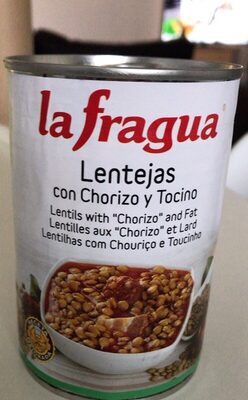 la fragua
Lentejas
con Chorizo y Tocino
Lentils with "Chorizo" and Fat
Lentilles aux "Chorizo" et Lard
Lentilhas com Chouriço e Toucinho